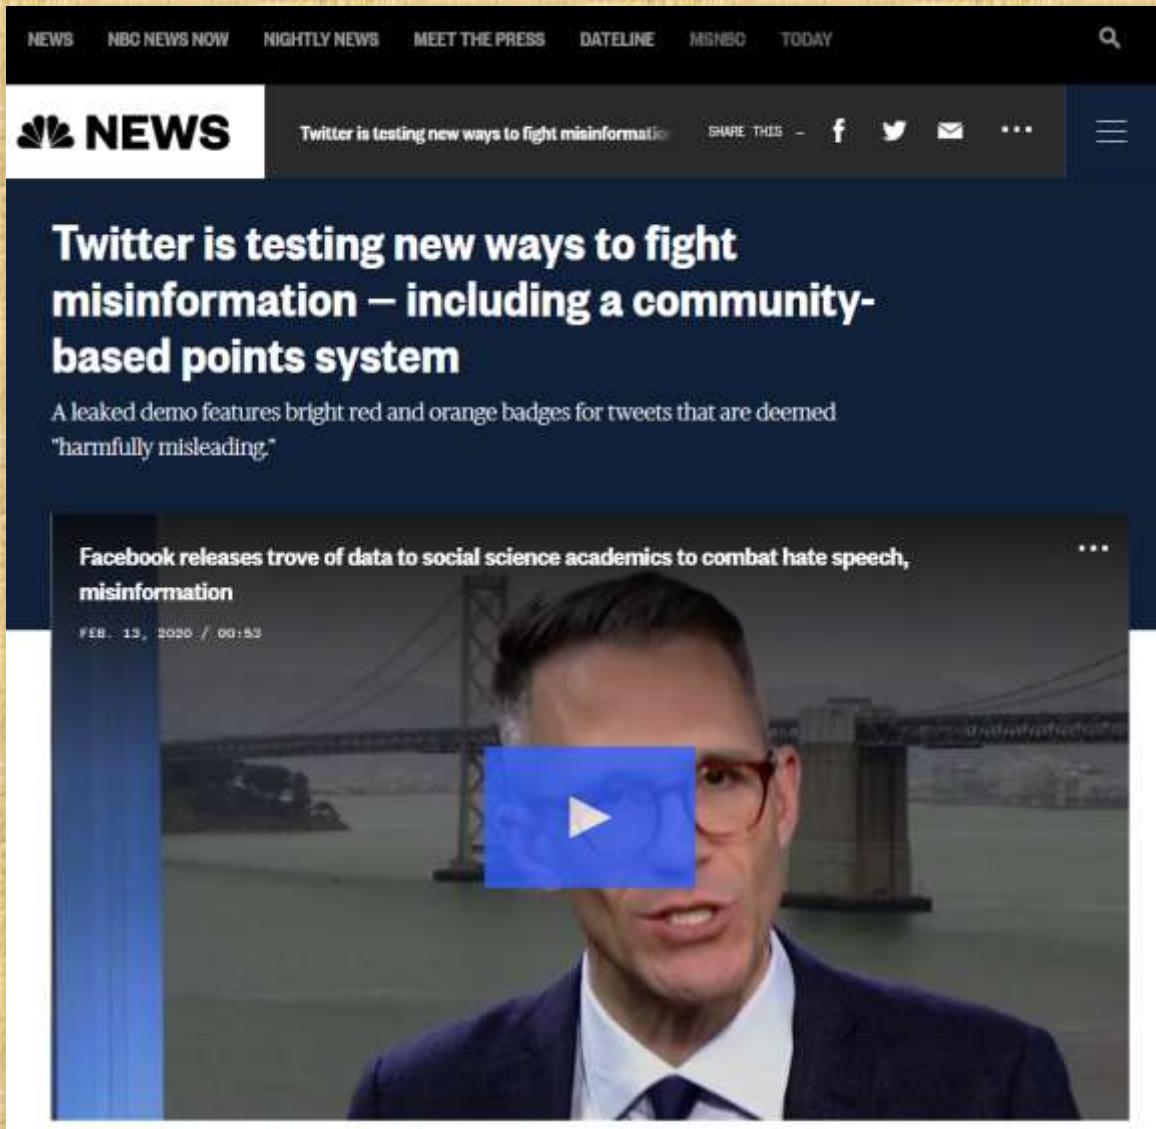 NEWS NBC NEWS NOW NIGHTLY NEWS MEET THE PRESS DATELINE MSNBC TODAY
NEWS Twitter is testing new ways to fight misinformatio SHARE THIS –
Twitter is testing new ways to fight
misinformation – including a community-
based points system
A leaked demo features bright red and orange badges for tweets that are deemed
"harmfully misleading."
Facebook releases trove of data to social science academics to combat hate speech,
misinformation
FEB. 13, 2020 / 00:53